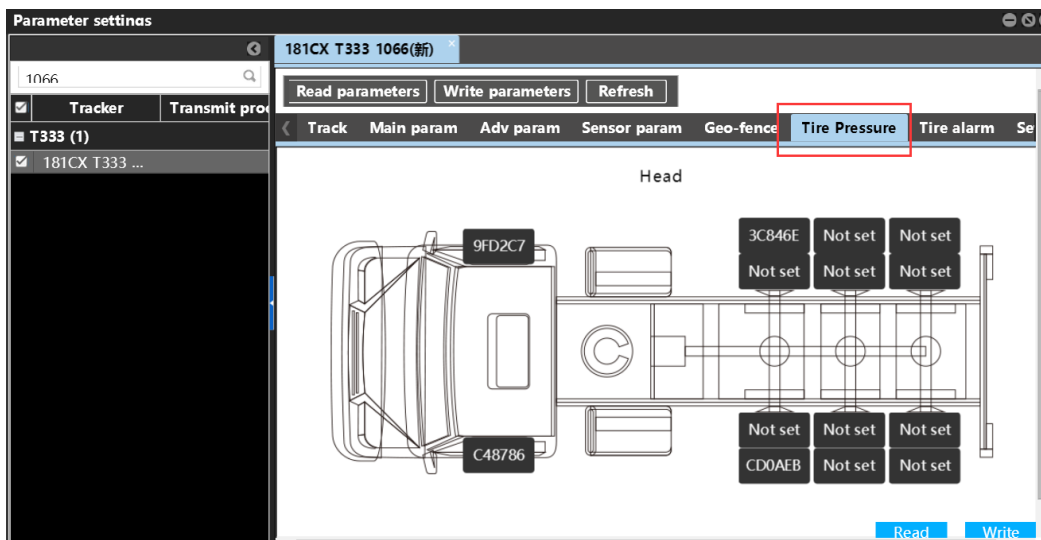 Parameter settings
181CX T333 1066(新)
1066
Read parameters Write parameters Refresh
Tracker Transmit proc
Track Main param Adv param Sensor param Geo-fence Tire Pressure Tire alarm Se
T333 (1)
181CX T333 ...
Head
9FD2C7 3C846E Not set Not set
Not set Not set Not set
Not set Not set Not set
C48786 CD0AEB Not set Not set
Read Write